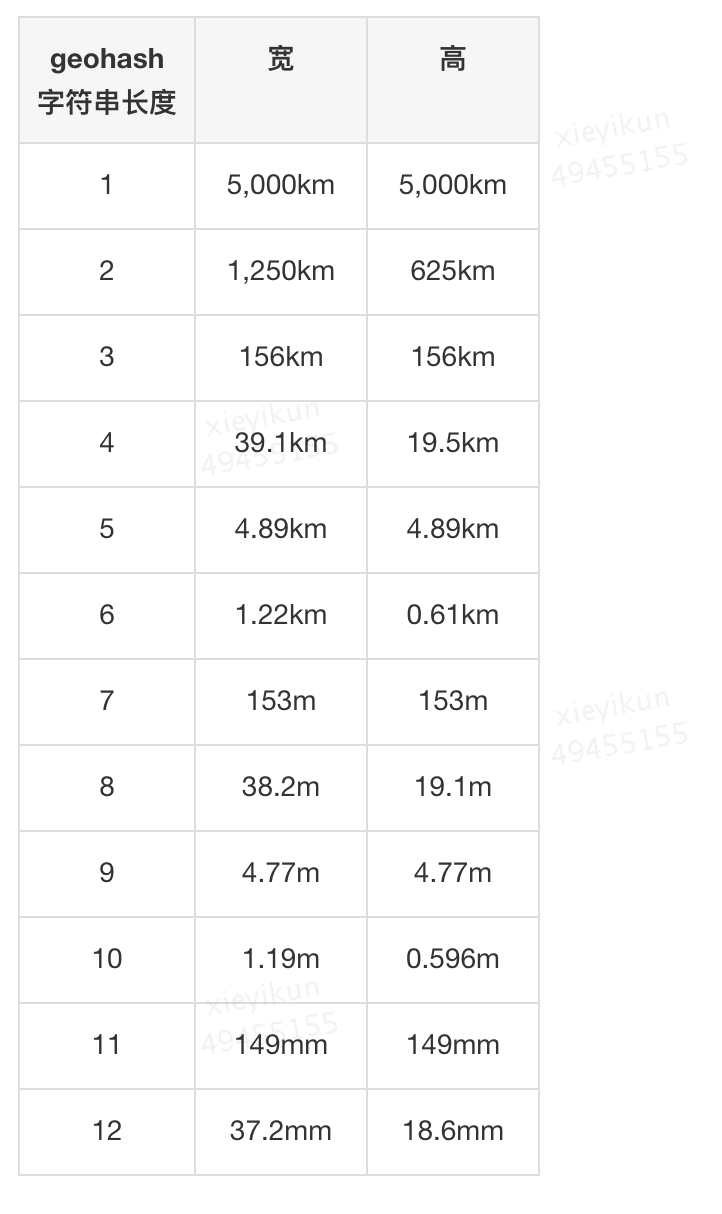 geohash
字符串长度
宽
高
1
5,000km
5,000km
2
1,250km
625km
3
156km
156km
4
39.1km
19.5km
5
4.89km
4.89km
6
1.22km
0.61km
7
153m
153m
8
38.2m
19.1m
9
4.77m
4.77m
10
1.19m
0.596m
11
149mm
149mm
12
37.2mm
18.6mm
xieyikun
49455155
xieyikun
49455155
xieyikun
49455155
xieyikun
49455155